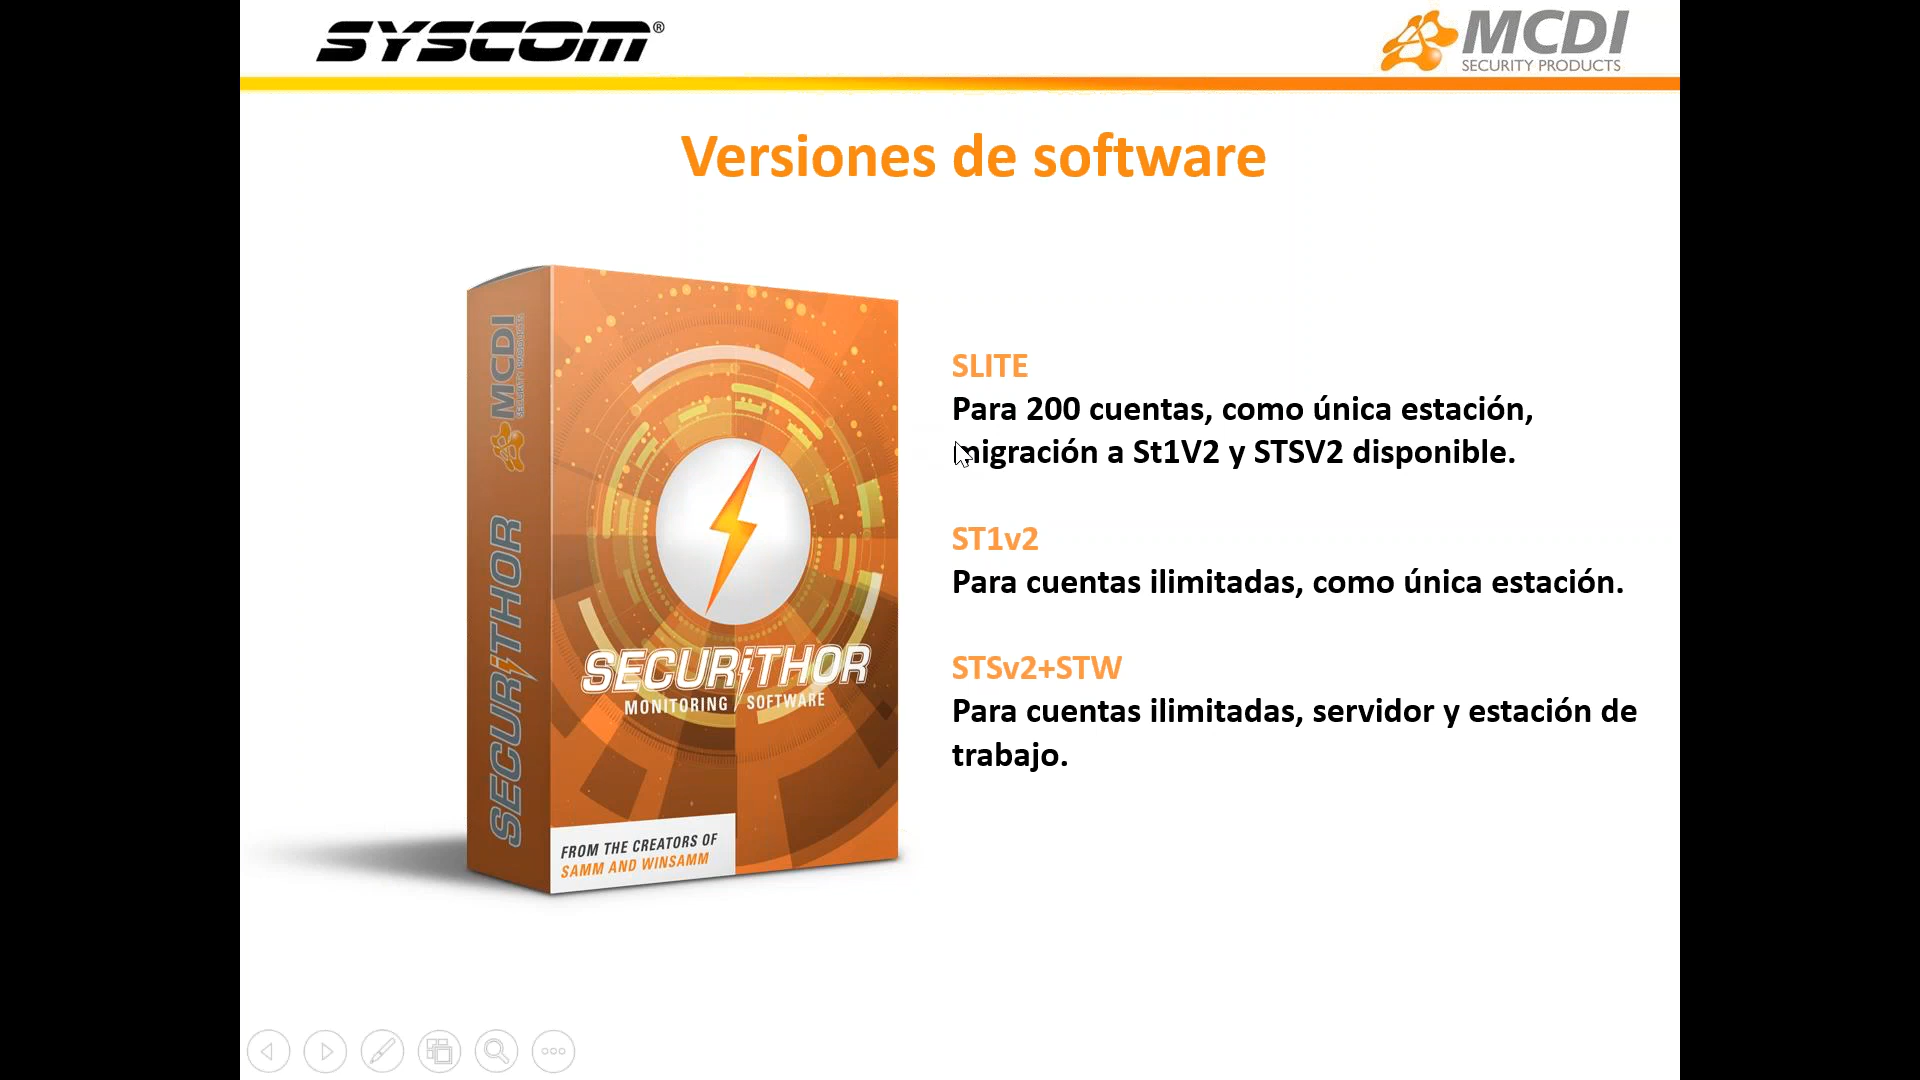 SYSCOM®
MCDI
SECURITY PRODUCTS
Versiones de software
MCDI
SECURITY PRODUCTS
SECURiTHOR
SECURiTHOR
MONITORING SOFTWARE
FROM THE CREATORS OF
SAMM AND WINSAMM
SLITE
Para 200 cuentas, como única estación,
migración a St1V2 y STSV2 disponible.
ST1v2
Para cuentas ilimitadas, como única estación.
STSv2+STW
Para cuentas ilimitadas, servidor y estación de
trabajo.